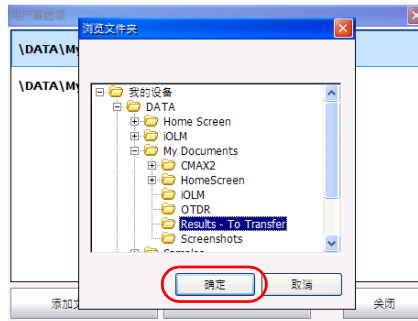 用户首选项
浏览文件夹
\DATA\My
\DATA\My
我的设备
DATA
Home Screen
iOLM
My Documents
CMAX2
HomeScreen
iOLM
OTDR
Results - To Transfer
Screenshots
Samples
确定
取消
添加
关闭